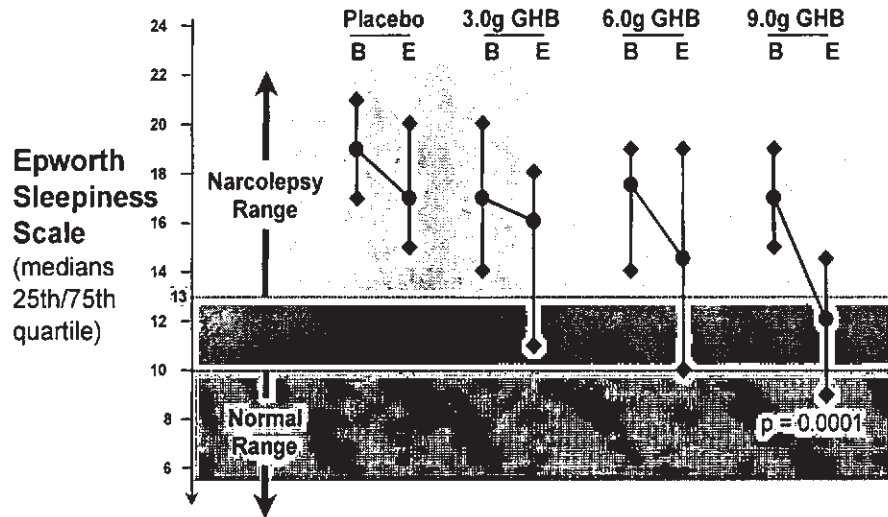 Placebo 3.0g GHB 6.0g GHB 9.0g GHB
B E B E B E B E
24
22
20
18
16
14
13
12
10
8
6
Epworth
Sleepiness
Scale
(medians
25th/75th
quartile)
Narcolepsy
Range
Normal
Range
p = 0.0001